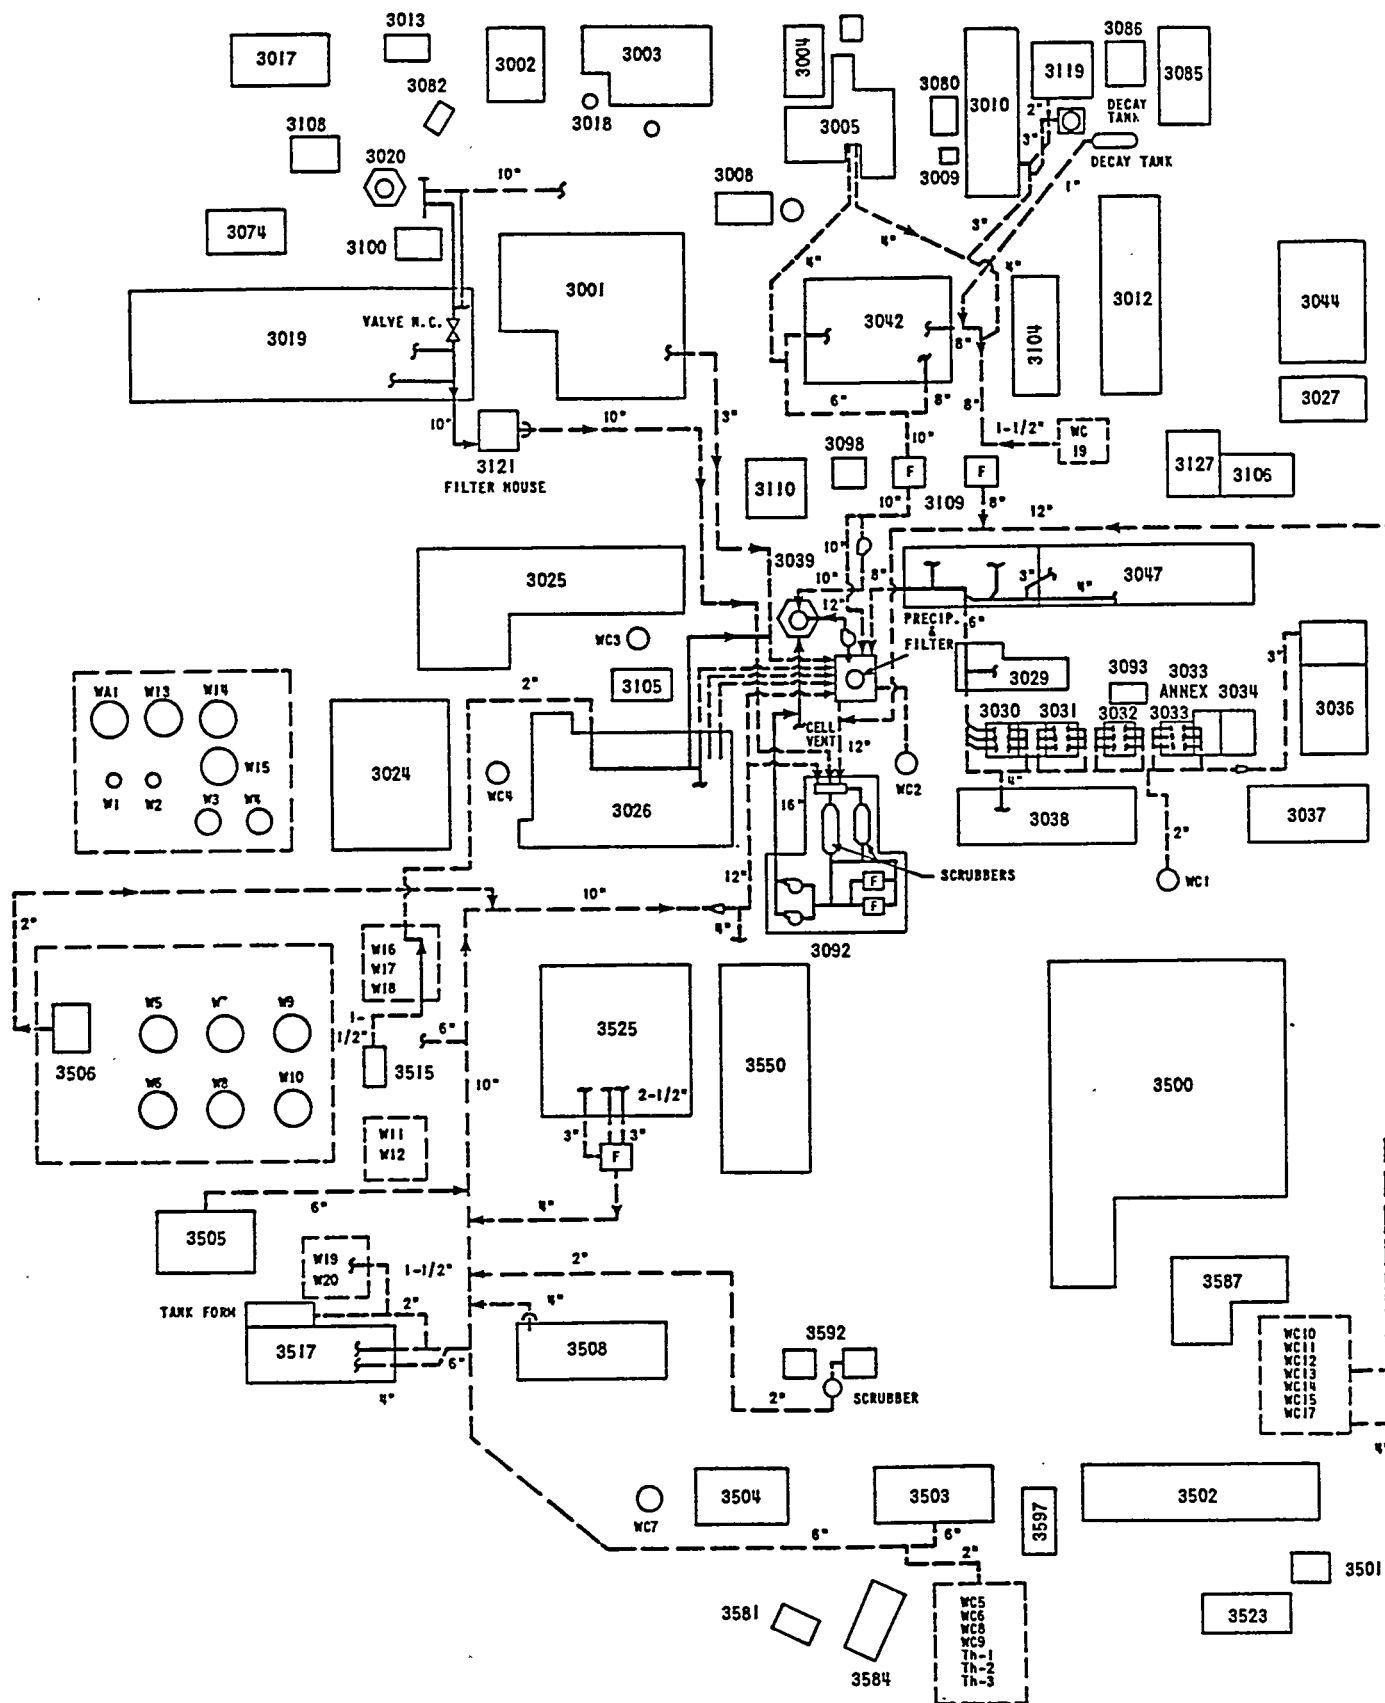 3013
3017
3002
3003
3004
3086
3119
3085
3082
3080
3010
2"
DECAY
TANK
3018
3005
3108
3"
3009
DECAY TANK
3020
10"
3008
1"
3074
3100
3"
4"
4"
4"
3001
3012
3044
VALVE N.C.
3019
3042
8"
3104
3027
10"
10"
3"
6"
8"
8"
1-1/2"
WC
19
10"
3121
FILTER HOUSE
3098
F
F
3127
3106
3110
10"
3109
8"
12"
3025
3039
10"
10"
8"
3"
4"
3047
12"
PRECIP.
&
FILTER
6"
WC3
3"
3105
3029
3093
3033
ANNEX
3034
WA1
W13
W14
2"
3030
3031
3032
3033
3036
W15
3024
CELL
VENT
12"
W1
W2
W3
W4
WC4
3026
16"
WC2
4"
3038
3037
2"
12"
SCRUBBERS
WC1
10"
F
F
2"
4"
3092
W16
W17
W18
W5
W7
W9
3525
3550
3500
1-
1/2"
6"
3506
3515
W6
W8
W10
10"
2-1/2"
W11
W12
3"
3"
F
6"
4"
3505
W19
W20
1-1/2"
2"
3587
TANK FORM
2"
4"
3517
6"
3508
3592
WC10
WC11
WC12
WC13
WC14
WC15
WC17
4"
2"
SCRUBBER
4"
WC7
3504
3503
3597
3502
6"
6"
2"
3501
3581
3584
WC5
WC6
WC8
WC9
Th-1
Th-2
Th-3
3523